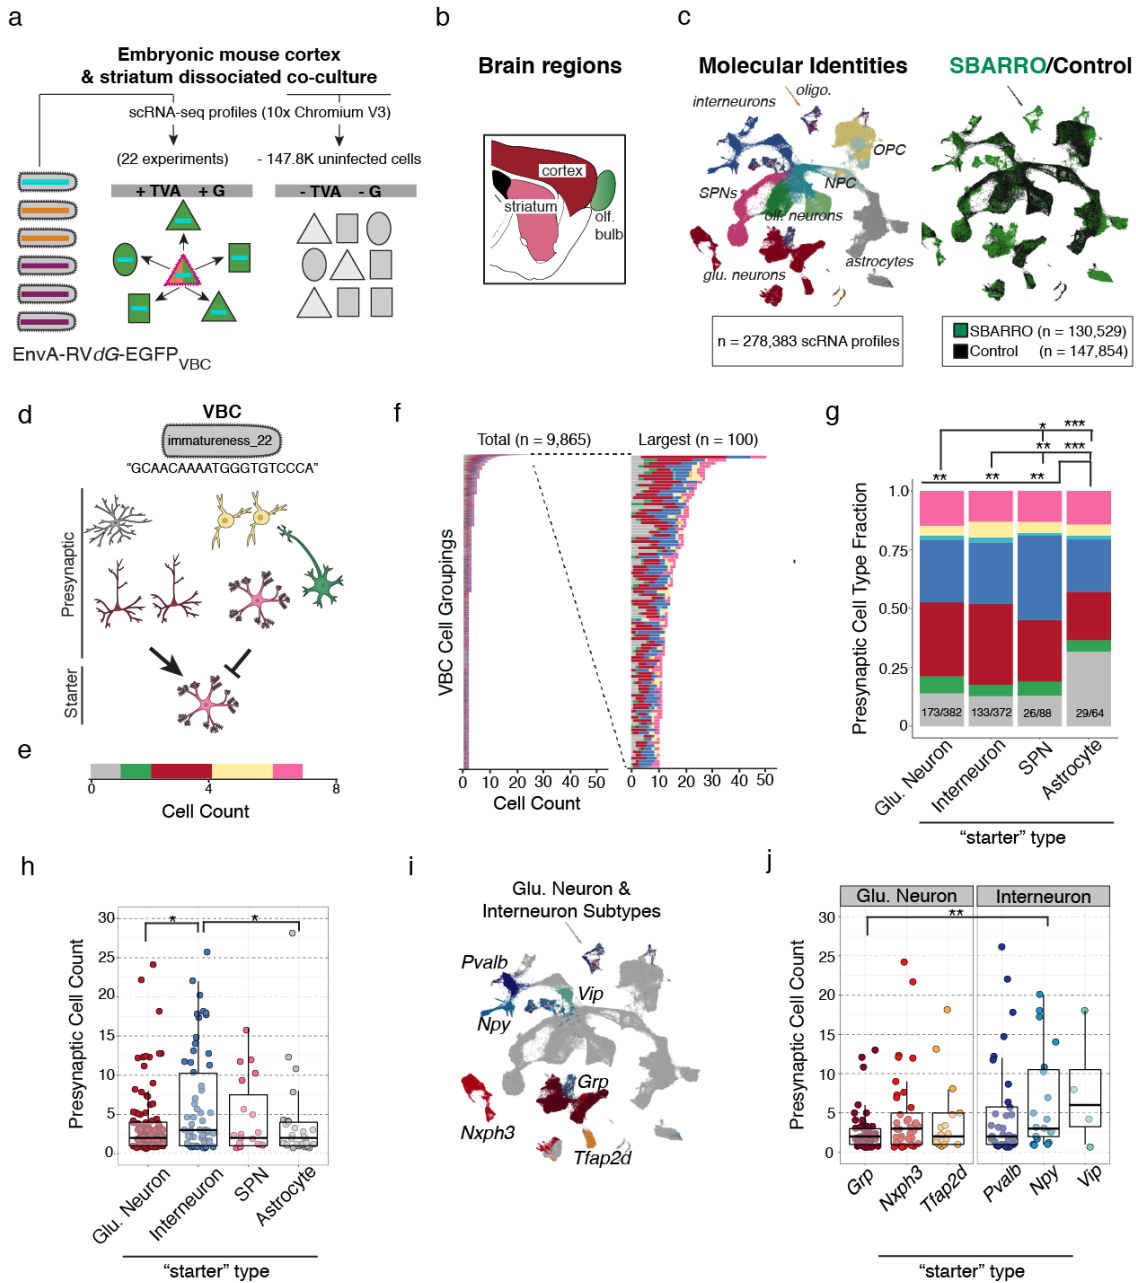 a
Embryonic mouse cortex
& striatum dissociated co-culture
scRNA-seq profiles (10x Chromium V3)
(22 experiments)
- 147.8K uninfected cells
+ TVA + G
- TVA - G
EnvA-RVdG-EGFP VBC
b
Brain regions
cortex
striatum
olf.
bulb
c
Molecular Identities
SBARRO/Control
interneurons
oligo.
OPC
SPNs
NPC
olf. neurons
glu. neurons
astrocytes
n = 278,383 scRNA profiles
SBARRO (n = 130,529)
Control (n = 147,854)
d
VBC
immatureness_22
"GCAACAAAATGGGTGTCCCA"
Presynaptic
Starter
e
0 4 8
Cell Count
f
Total (n = 9,865)
Largest (n = 100)
VBC Cell Groupings
0 10 20 30 40 50
0 10 20 30 40 50
Cell Count
g
* ***
** ***
** ** **
Presynaptic Cell Type Fraction
1.0
0.75
0.50
0.25
0
173/382
133/372
26/88
29/64
Glu. Neuron
Interneuron
SPN
Astrocyte
"starter" type
h
Presynaptic Cell Count
30
25
20
15
10
5
0
* *
Glu. Neuron
Interneuron
SPN
Astrocyte
"starter" type
i
Glu. Neuron &
Interneuron Subtypes
Pvalb
Vip
Npy
Grp
Nxph3
Tfap2d
j
Glu. Neuron
Interneuron
**
Presynaptic Cell Count
30
25
20
15
10
5
0
Grp
Nxph3
Tfap2d
Pvalb
Npy
Vip
"starter" type